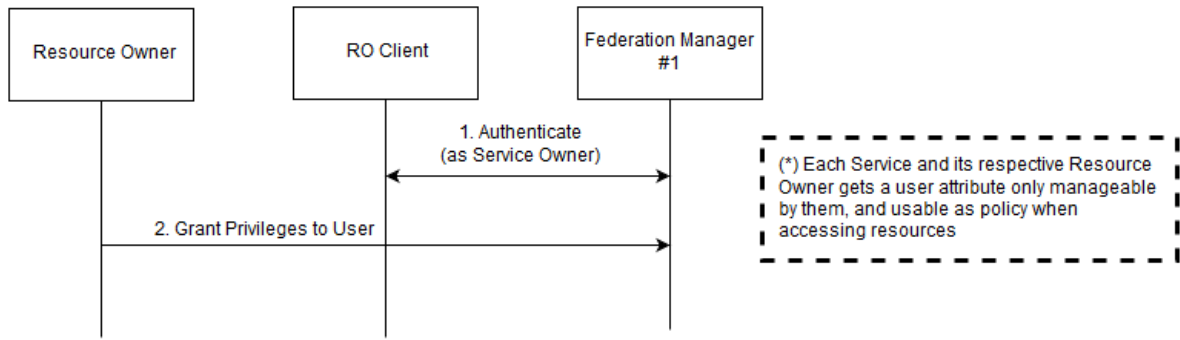 Resource Owner
RO Client
Federation Manager
#1
1. Authenticate
(as Service Owner)
2. Grant Privileges to User
(*) Each Service and its respective Resource
Owner gets a user attribute only manageable
by them, and usable as policy when
accessing resources